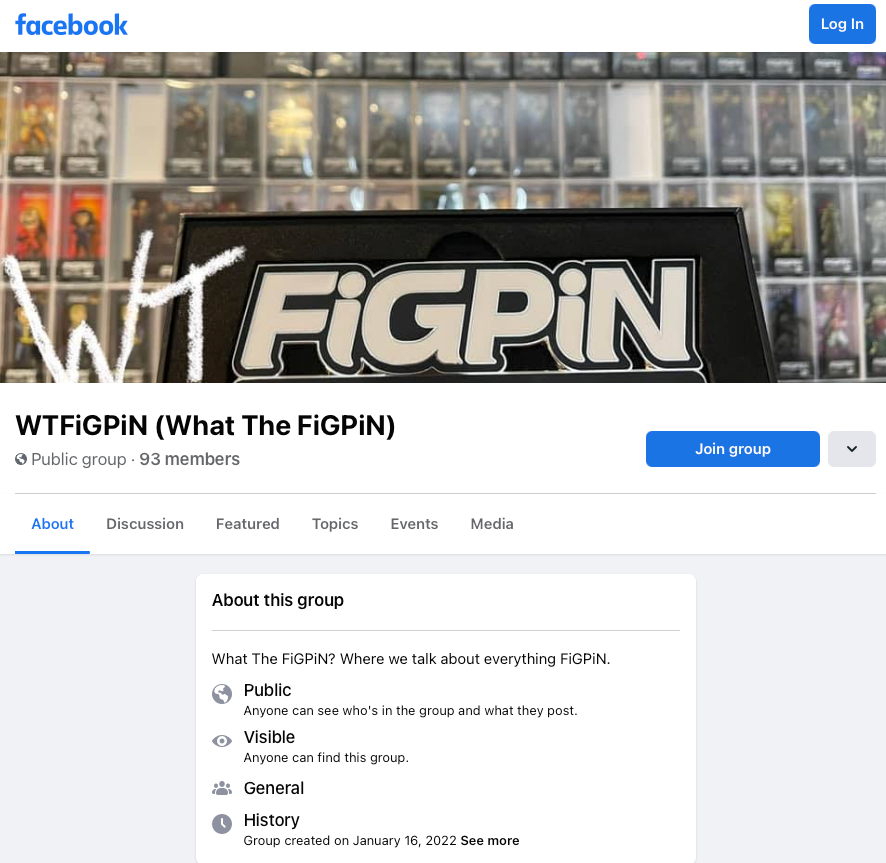 facebook
Log In
WT
FiGPiN
WTFiGPiN (What The FiGPiN)
Public group · 93 members
Join group
About
Discussion
Featured
Topics
Events
Media
About this group
What The FiGPiN? Where we talk about everything FiGPiN.
Public
Anyone can see who's in the group and what they post.
Visible
Anyone can find this group.
General
History
Group created on January 16, 2022 See more